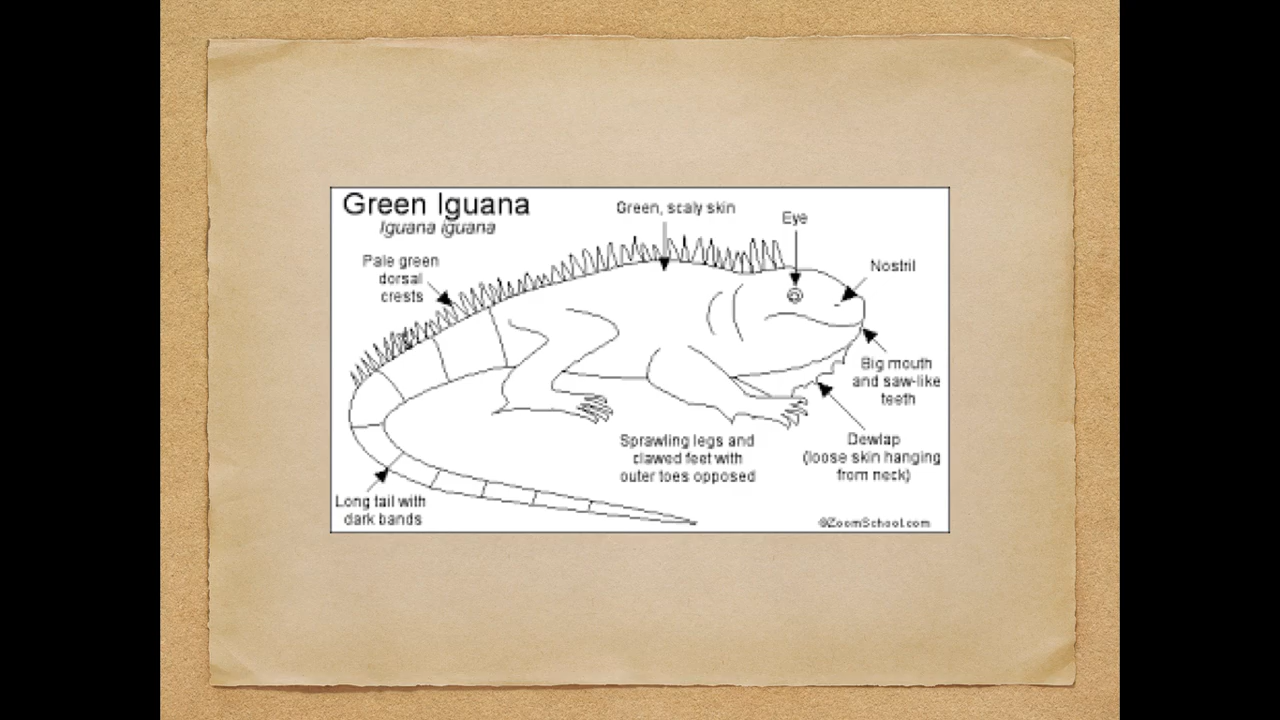 Green Iguana
Iguana iguana
Green, scaly skin
Eye
Pale green
dorsal
crests
Nostril
Big mouth
and saw-like
teeth
Sprawling legs and
clawed feet with
outer toes opposed
Dewlap
(loose skin hanging
from neck)
Long tail with
dark bands
©ZoomSchool.com